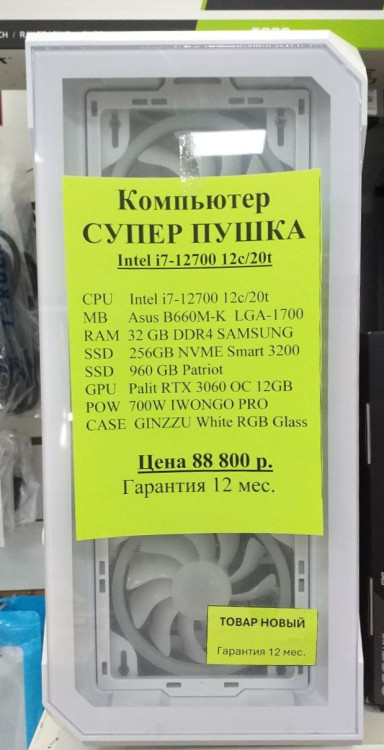 Компьютер
СУПЕР ПУШКА
Intel i7-12700 12c/20t
CPU Intel i7-12700 12c/20t
MB Asus B660M-K LGA-1700
RAM 32 GB DDR4 SAMSUNG
SSD 256GB NVME Smart 3200
SSD 960 GB Patriot
GPU Palit RTX 3060 OC 12GB
POW 700W IWONGO PRO
CASE GINZZU White RGB Glass
Цена 88 800 р.
Гарантия 12 мес.
ТОВАР НОВЫЙ
Гарантия 12 мес.